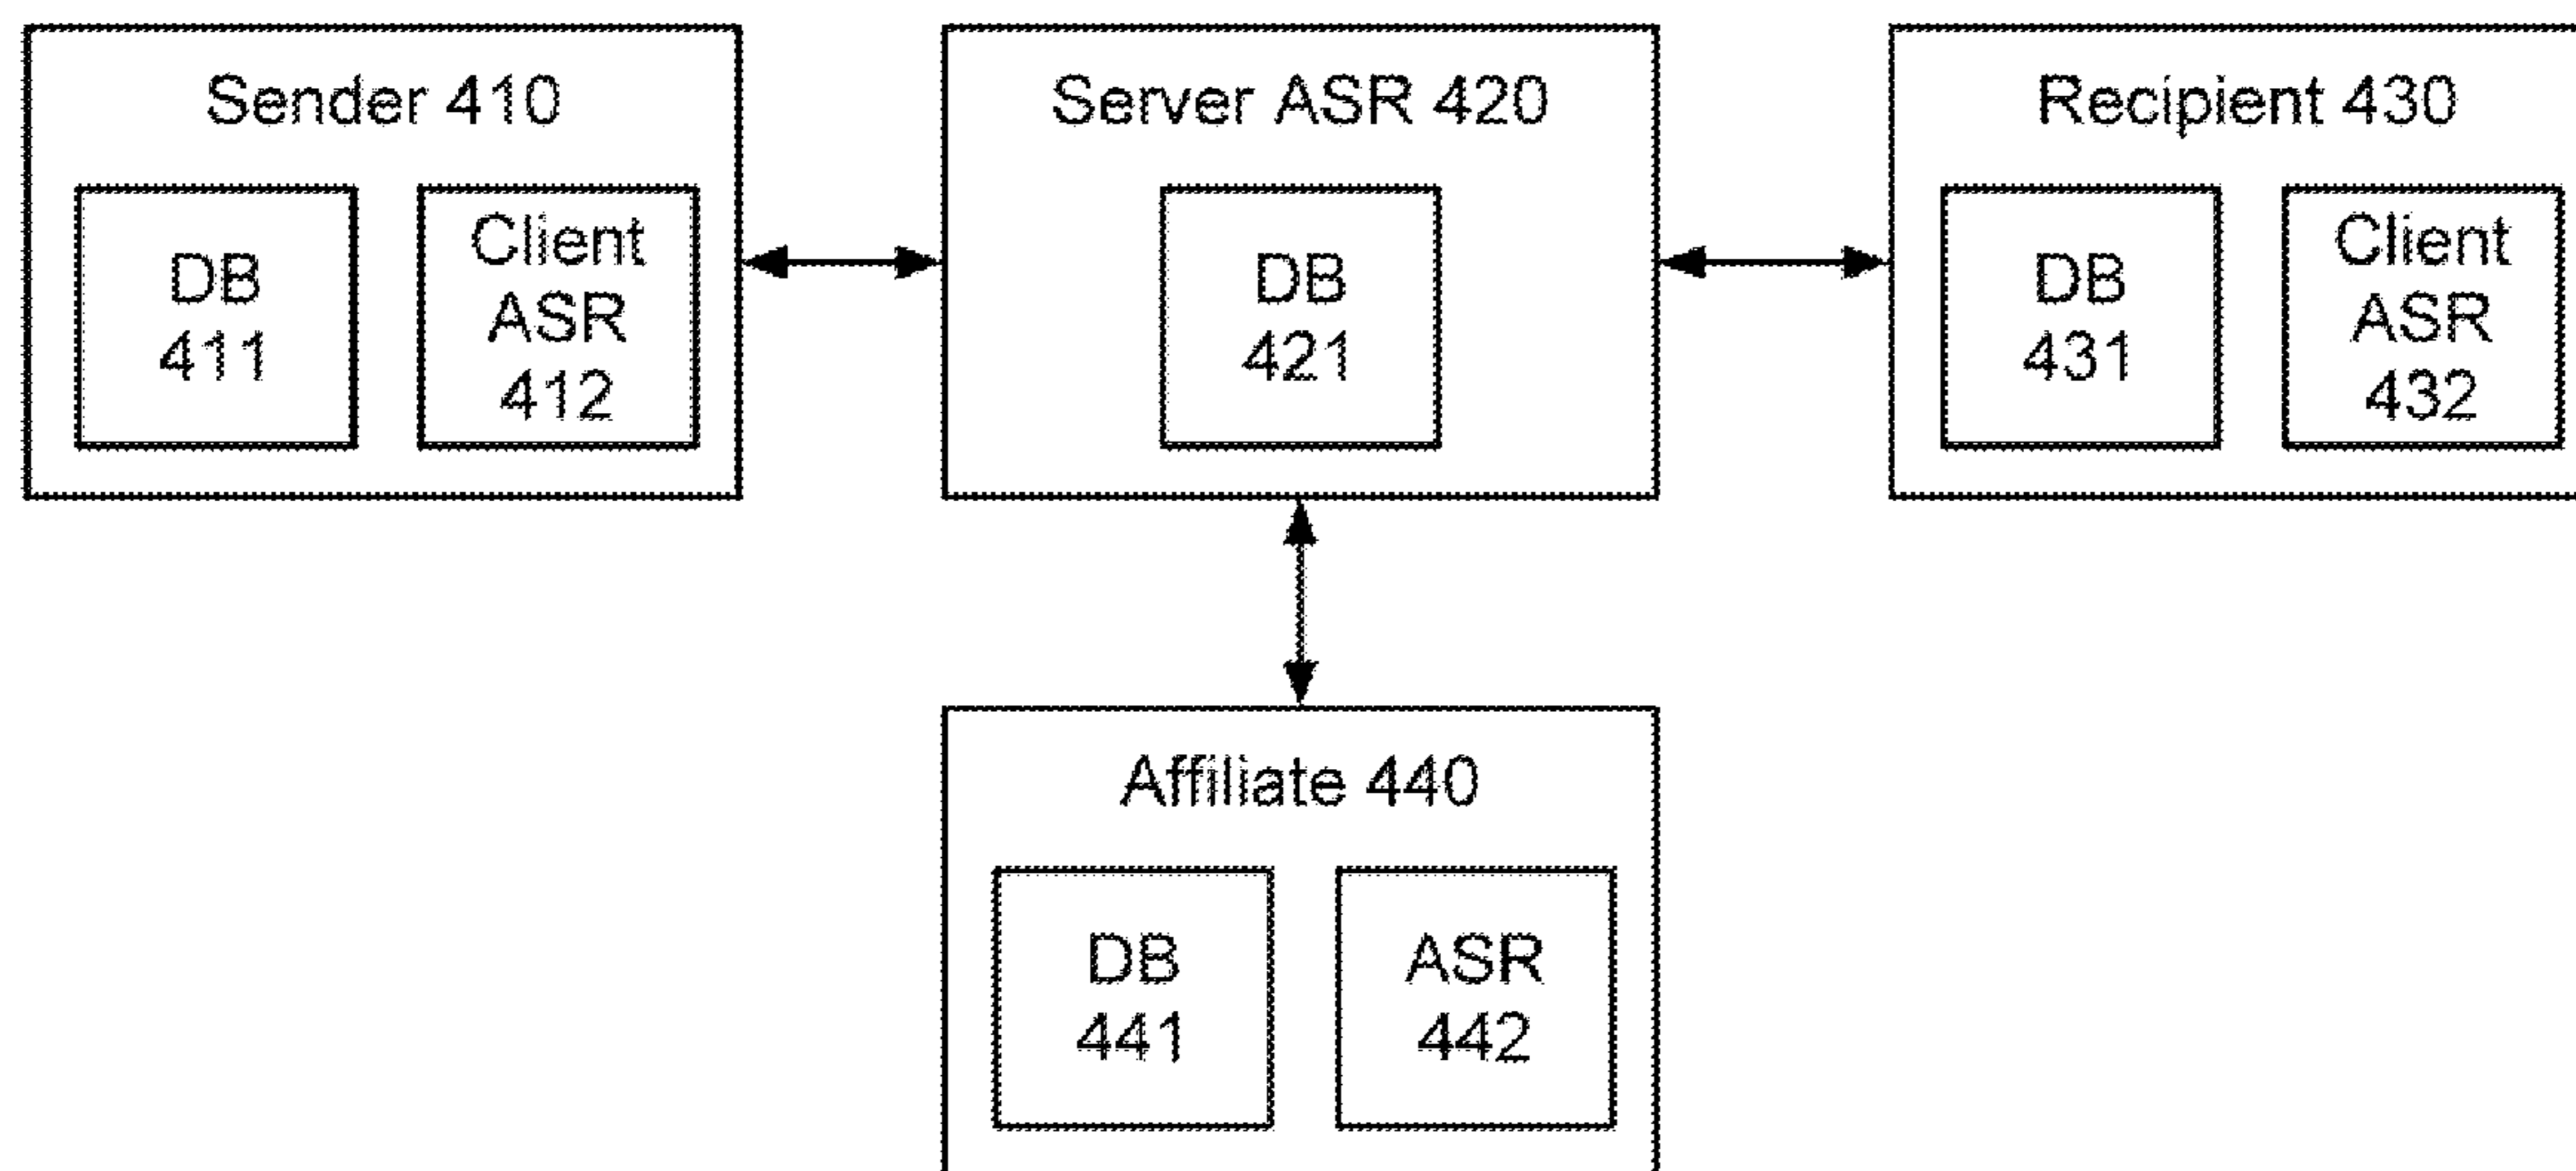 Sender 410
DB
411
Client
ASR
412
Server ASR 420
DB
421
Recipient 430
DB
431
Client
ASR
432
Affiliate 440
DB
441
ASR
442